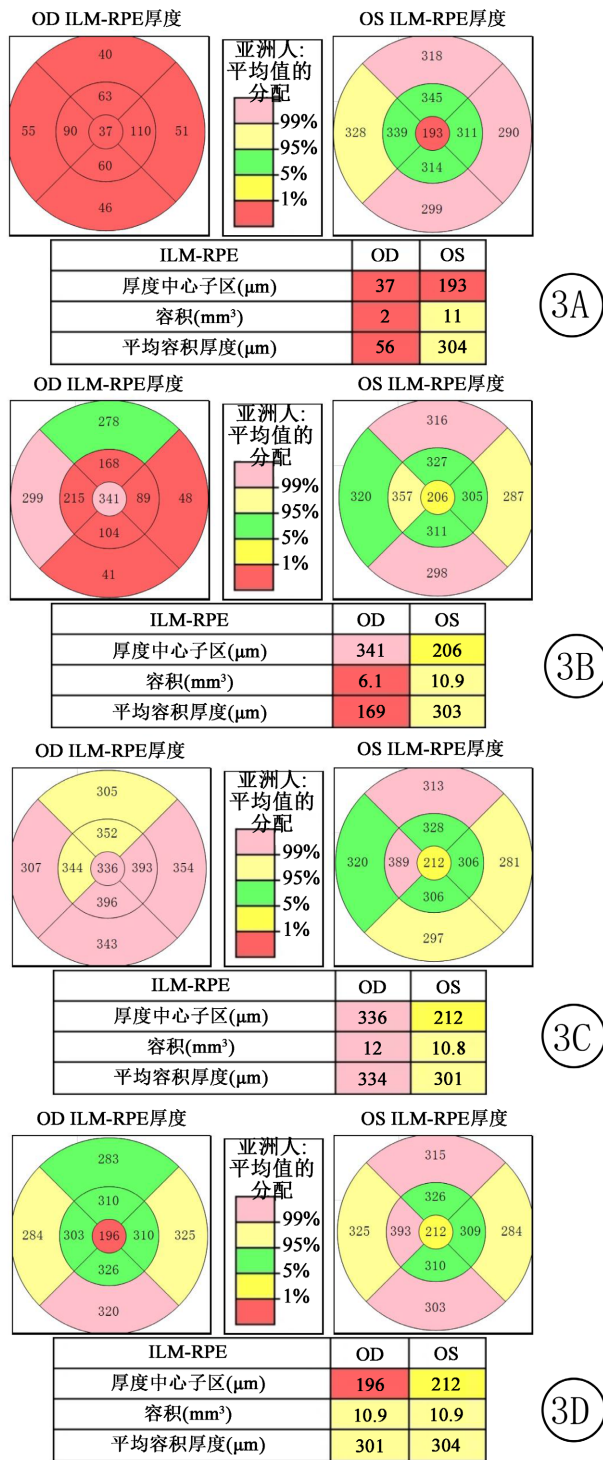 OD ILM-RPE厚度
40
63
55 90 37 110 51
60
46
亚洲人:
平均值的
分配
99%
95%
5%
1%
OS ILM-RPE厚度
318
345
328 339 193 311 290
314
299
ILM-RPE OD OS
厚度中心子区(μm) 37 193
容积(mm³) 2 11
平均容积厚度(μm) 56 304
3A
OD ILM-RPE厚度
278
168
299 215 341 89 48
104
41
亚洲人:
平均值的
分配
99%
95%
5%
1%
OS ILM-RPE厚度
316
327
320 357 206 305 287
311
298
ILM-RPE OD OS
厚度中心子区(μm) 341 206
容积(mm³) 6.1 10.9
平均容积厚度(μm) 169 303
3B
OD ILM-RPE厚度
305
352
307 344 336 393 354
396
343
亚洲人:
平均值的
分配
99%
95%
5%
1%
OS ILM-RPE厚度
313
328
320 389 212 306 281
306
297
ILM-RPE OD OS
厚度中心子区(μm) 336 212
容积(mm³) 12 10.8
平均容积厚度(μm) 334 301
3C
OD ILM-RPE厚度
283
310
284 303 196 310 325
326
320
亚洲人:
平均值的
分配
99%
95%
5%
1%
OS ILM-RPE厚度
315
326
325 393 212 309 284
310
303
ILM-RPE OD OS
厚度中心子区(μm) 196 212
容积(mm³) 10.9 10.9
平均容积厚度(μm) 301 304
3D